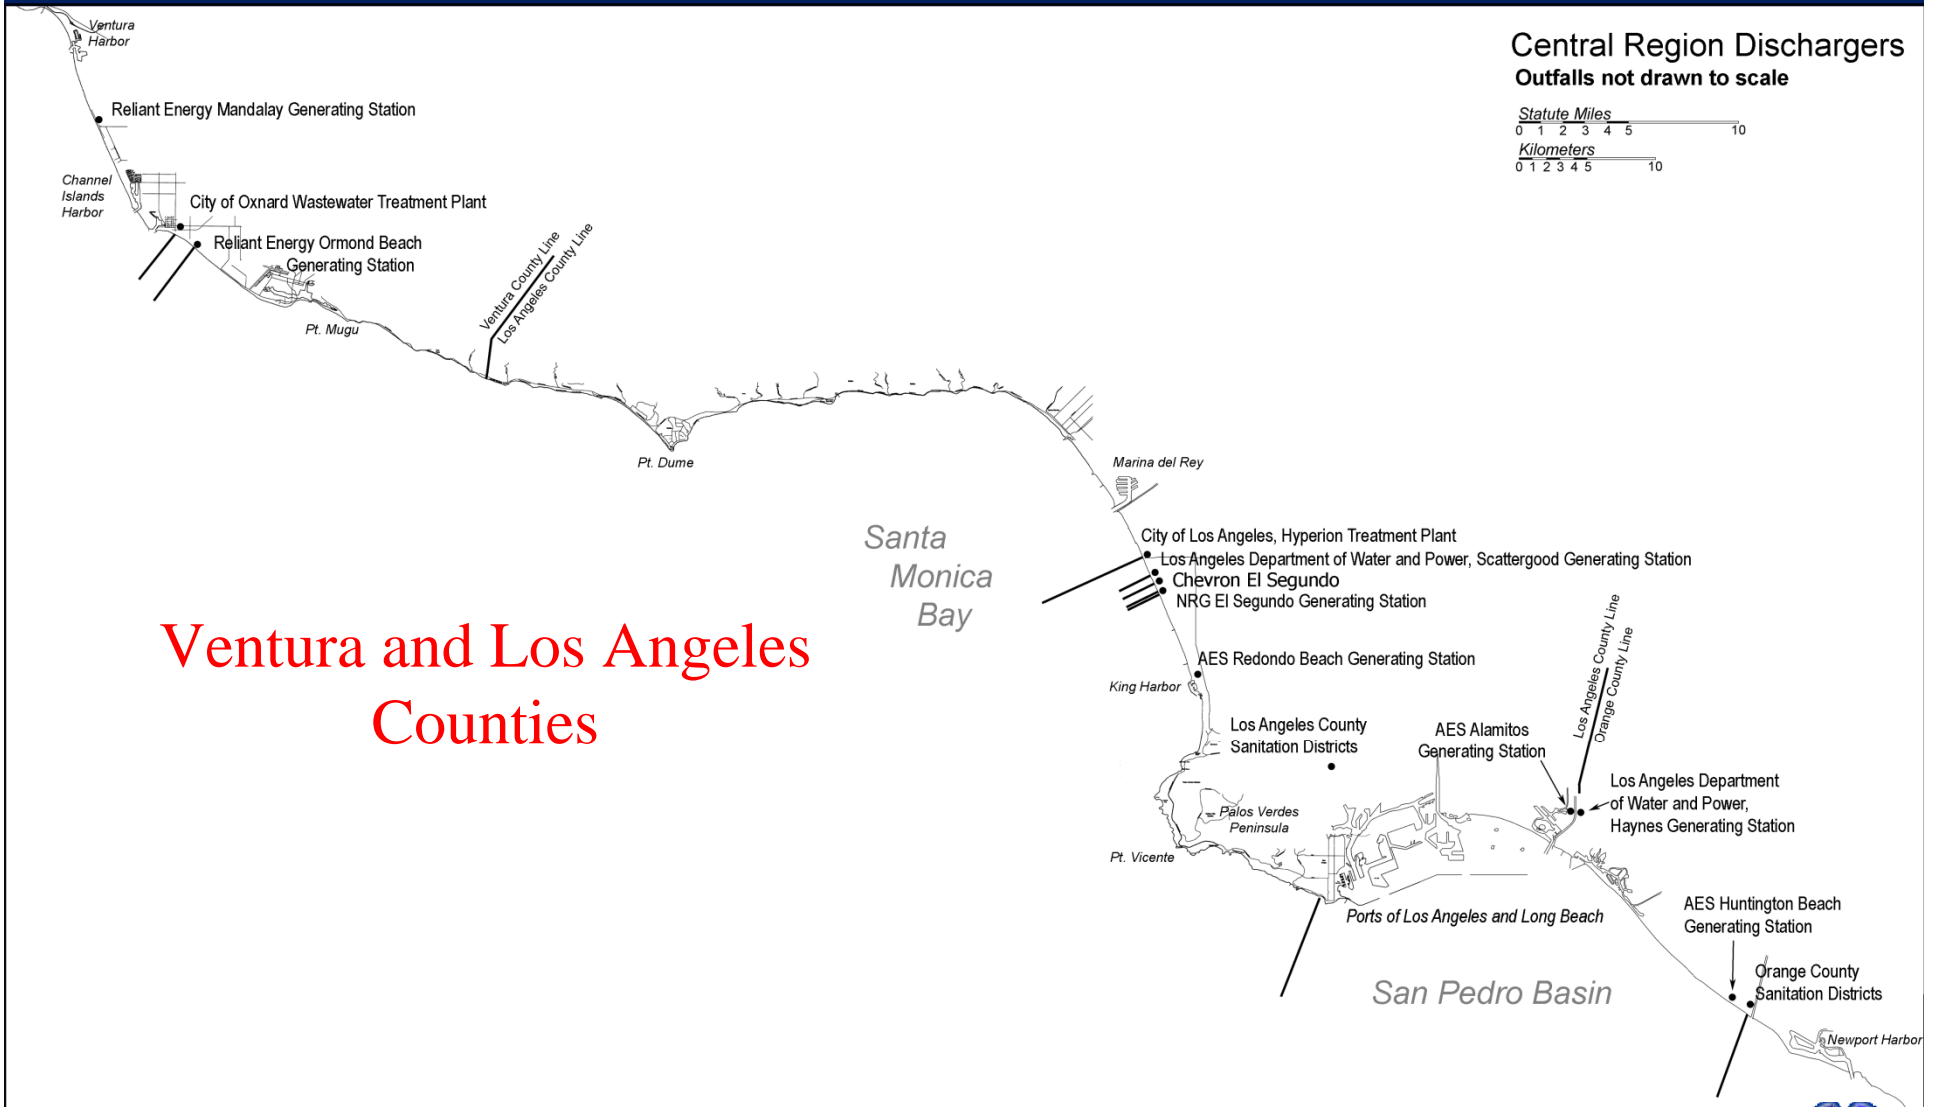 Central Region Dischargers
Outfalls not drawn to scale
Statute Miles
0 1 2 3 4 5 10
Kilometers
0 1 2 3 4 5 10
Ventura
Harbor
Reliant Energy Mandalay Generating Station
Channel
Islands
Harbor
City of Oxnard Wastewater Treatment Plant
Reliant Energy Ormond Beach
Generating Station
Pt. Mugu
Ventura County Line
Los Angeles County Line
Pt. Dume
Marina del Rey
Santa
Monica
Bay
City of Los Angeles, Hyperion Treatment Plant
Los Angeles Department of Water and Power, Scattergood Generating Station
Chevron El Segundo
NRG El Segundo Generating Station
Ventura and Los Angeles
Counties
AES Redondo Beach Generating Station
King Harbor
Los Angeles County Line
Orange County Line
Los Angeles County
Sanitation Districts
AES Alamitos
Generating Station
Los Angeles Department
of Water and Power,
Haynes Generating Station
Palos Verdes
Peninsula
Pt. Vicente
Ports of Los Angeles and Long Beach
AES Huntington Beach
Generating Station
San Pedro Basin
Orange County
Sanitation Districts
Newport Harbor